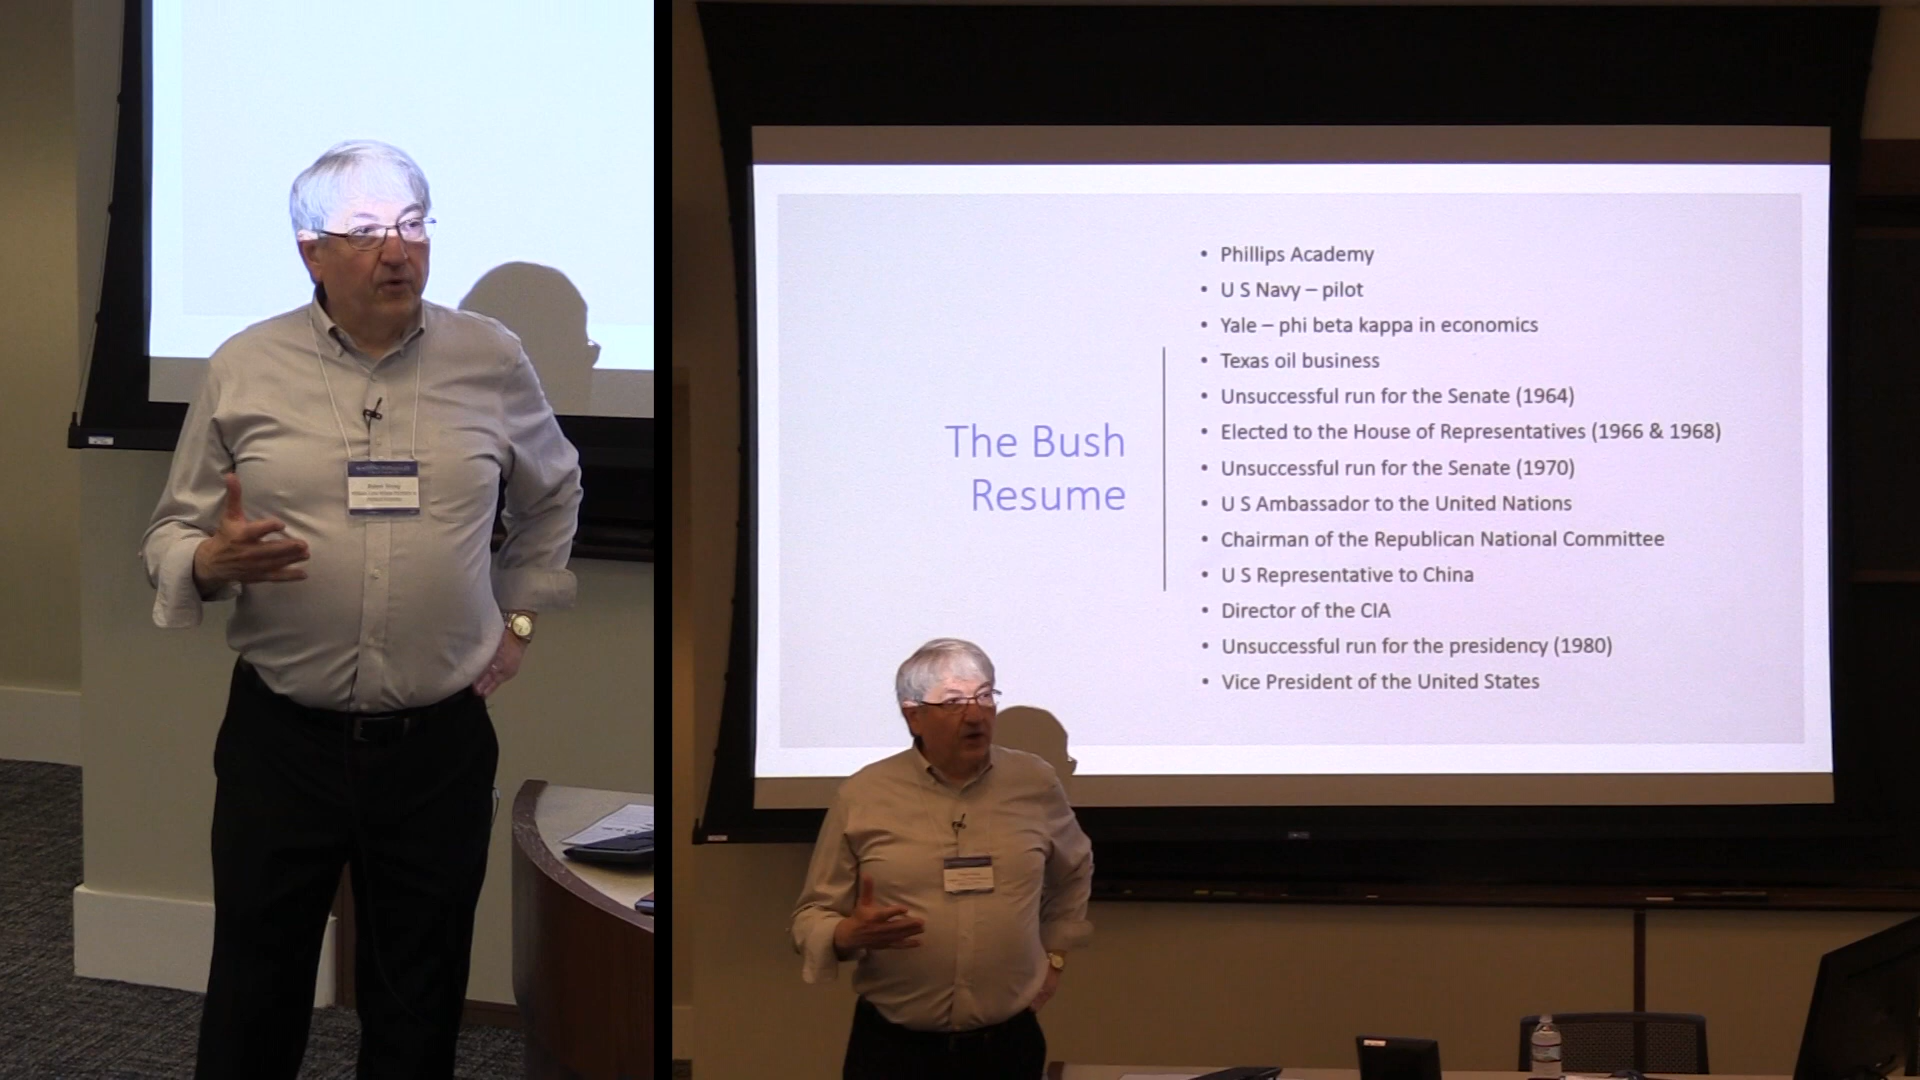 The Bush
Resume
• Phillips Academy
• U S Navy – pilot
• Yale – phi beta kappa in economics
• Texas oil business
• Unsuccessful run for the Senate (1964)
• Elected to the House of Representatives (1966 & 1968)
• Unsuccessful run for the Senate (1970)
• U S Ambassador to the United Nations
• Chairman of the Republican National Committee
• U S Representative to China
• Director of the CIA
• Unsuccessful run for the presidency (1980)
• Vice President of the United States